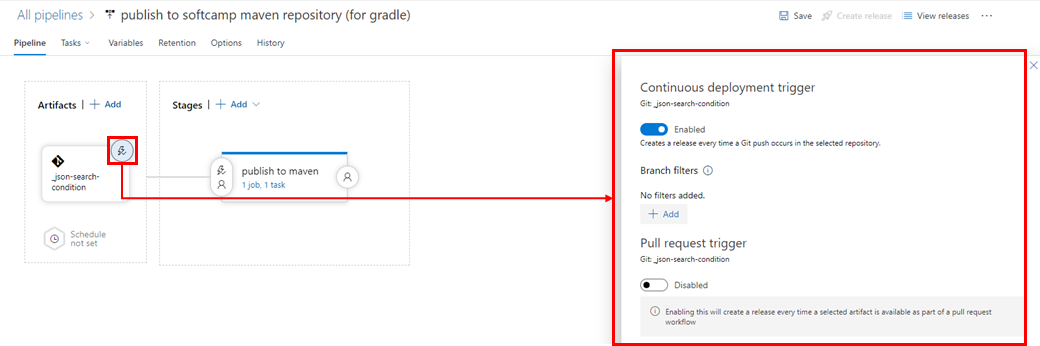 All pipelines > publish to softcamp maven repository (for gradle)
Save Create release View releases ...
Pipeline Tasks Variables Retention Options History
Artifacts | + Add
Stages | + Add
_json-search-
condition
publish to maven
1 job, 1 task
Schedule
not set
Continuous deployment trigger
Git: _json-search-condition
Enabled
Creates a release every time a Git push occurs in the selected repository.
Branch filters
No filters added.
+ Add
Pull request trigger
Git: _json-search-condition
Disabled
Enabling this will create a release every time a selected artifact is available as part of a pull request
workflow